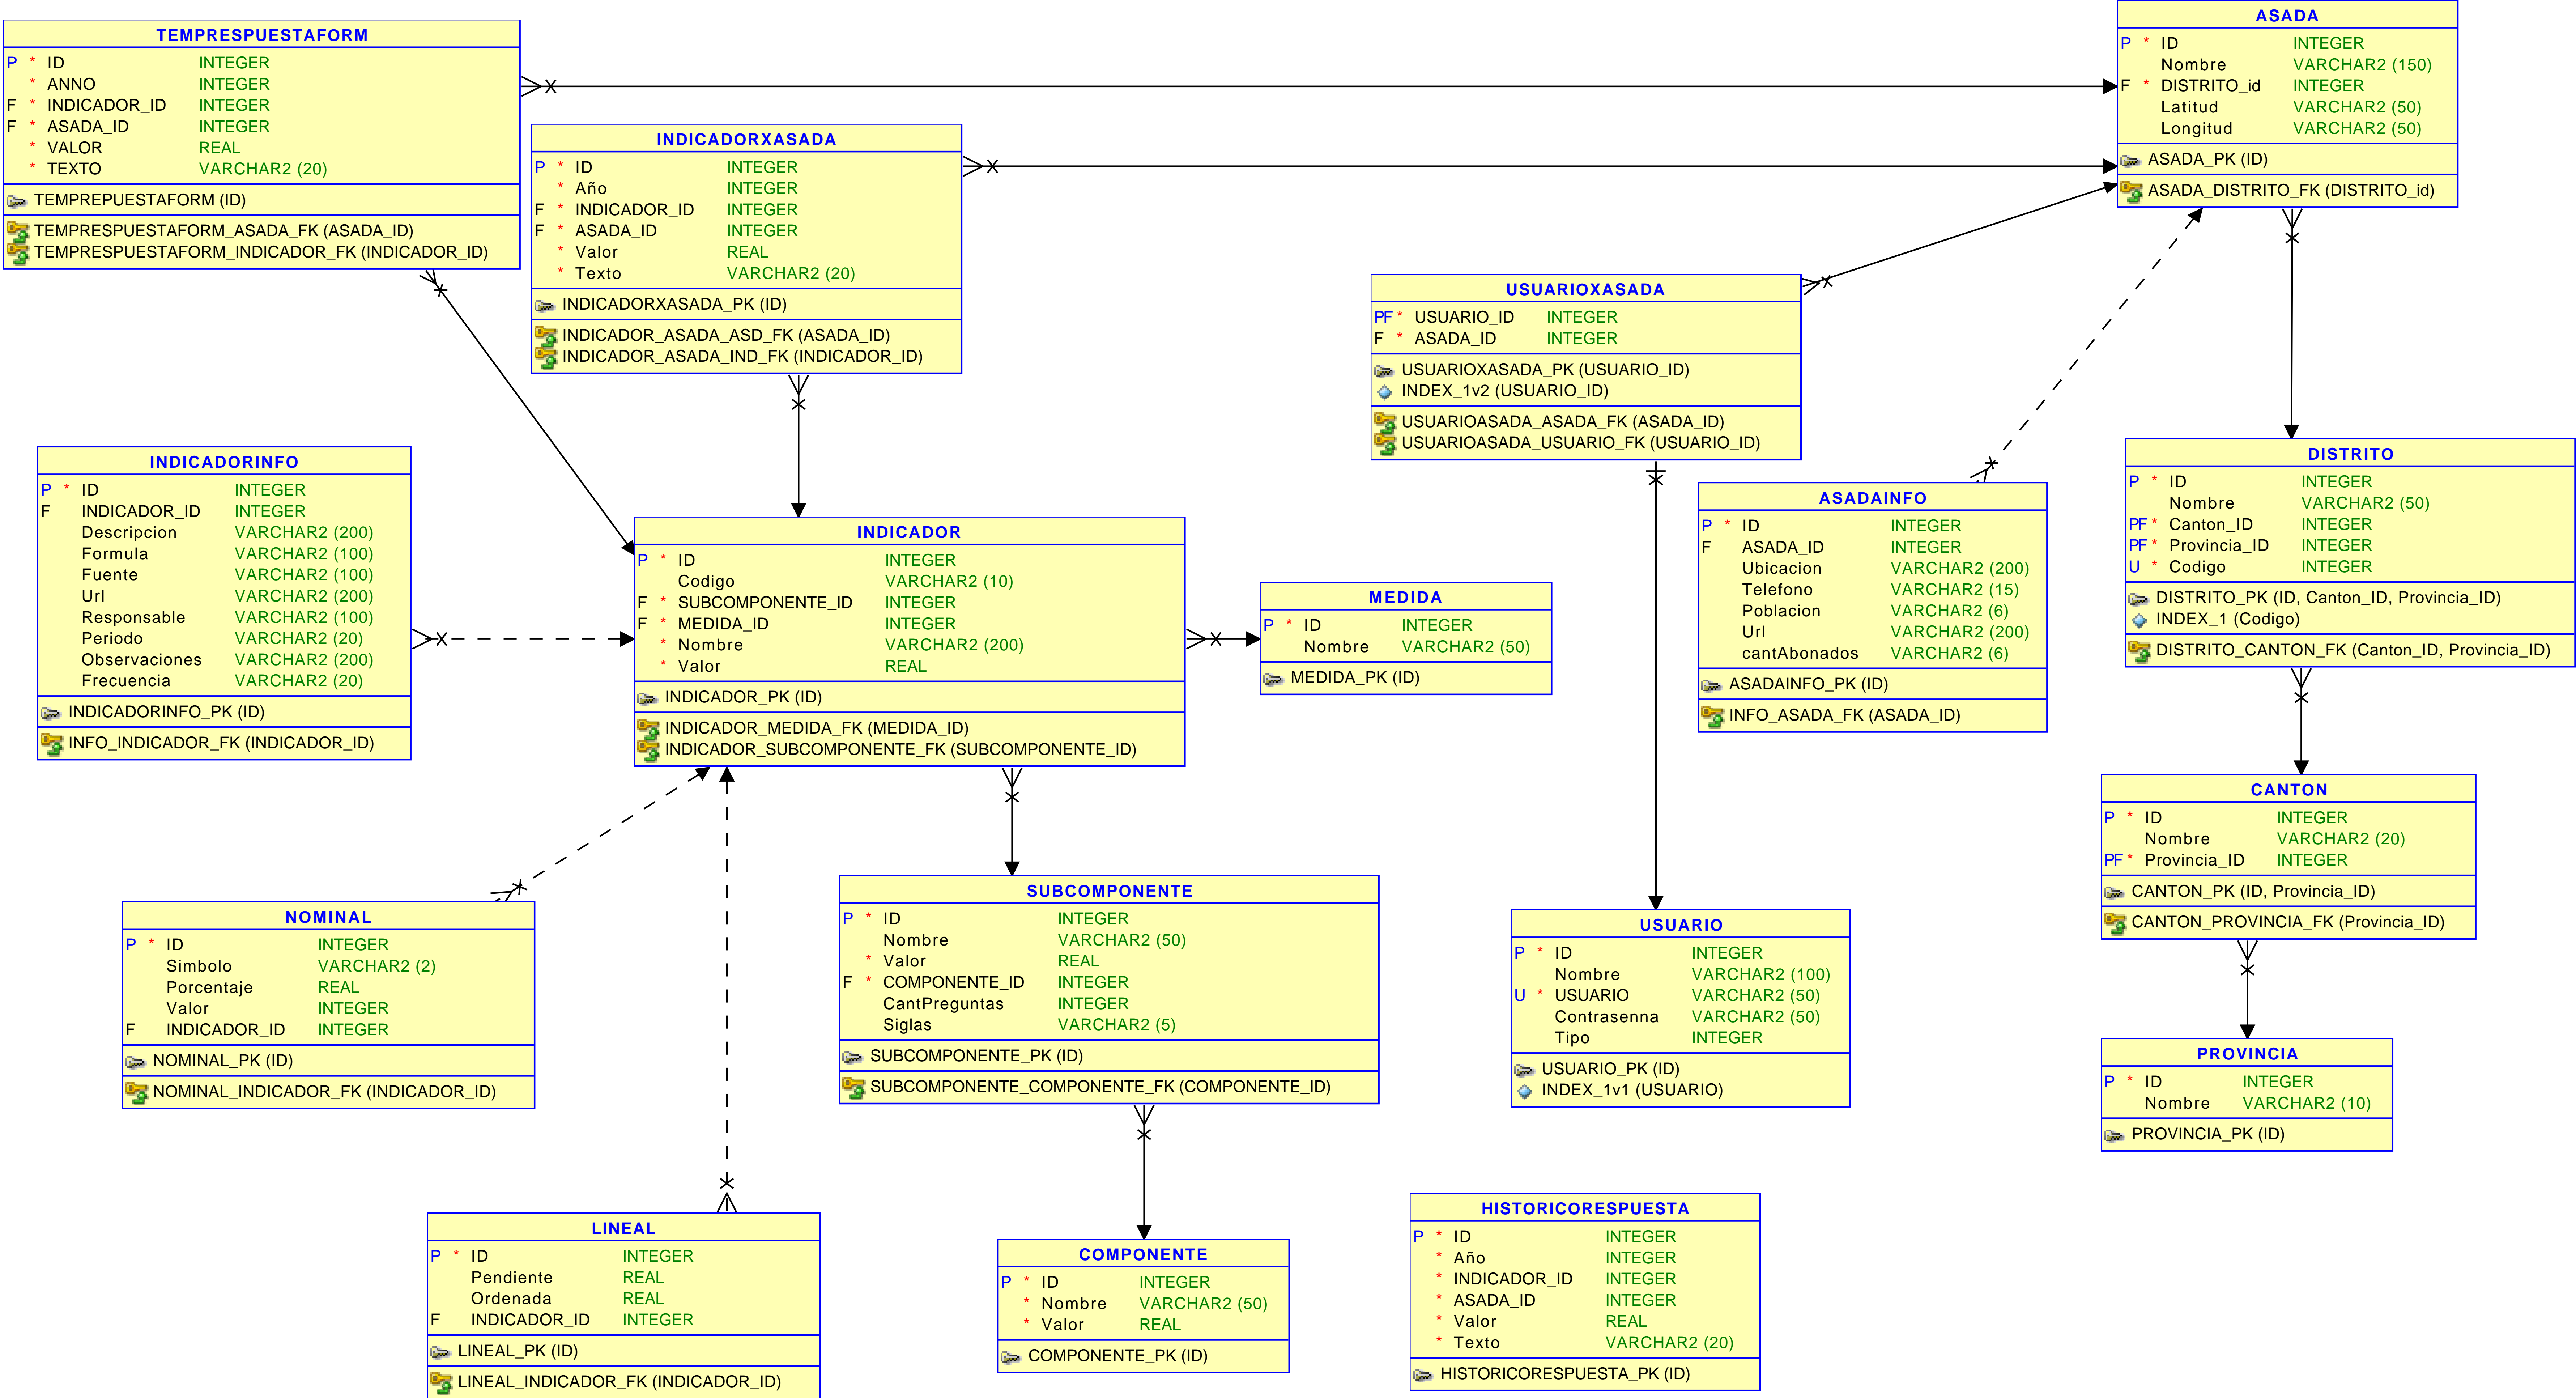 TEMPRESPUESTAFORM
P * ID INTEGER
* ANNO INTEGER
F * INDICADOR_ID INTEGER
F * ASADA_ID INTEGER
* VALOR REAL
* TEXTO VARCHAR2 (20)
TEMPREPUESTAFORM (ID)
TEMPRESPUESTAFORM_ASADA_FK (ASADA_ID)
TEMPRESPUESTAFORM_INDICADOR_FK (INDICADOR_ID)
INDICADORXASADA
P * ID INTEGER
* Año INTEGER
F * INDICADOR_ID INTEGER
F * ASADA_ID INTEGER
* Valor REAL
* Texto VARCHAR2 (20)
INDICADORXASADA_PK (ID)
INDICADOR_ASADA_ASD_FK (ASADA_ID)
INDICADOR_ASADA_IND_FK (INDICADOR_ID)
ASADA
P * ID INTEGER
Nombre VARCHAR2 (150)
F * DISTRITO_id INTEGER
Latitud VARCHAR2 (50)
Longitud VARCHAR2 (50)
ASADA_PK (ID)
ASADA_DISTRITO_FK (DISTRITO_id)
USUARIOXASADA
PF * USUARIO_ID INTEGER
F * ASADA_ID INTEGER
USUARIOXASADA_PK (USUARIO_ID)
INDEX_1v2 (USUARIO_ID)
USUARIOASADA_ASADA_FK (ASADA_ID)
USUARIOASADA_USUARIO_FK (USUARIO_ID)
INDICADORINFO
P * ID INTEGER
F INDICADOR_ID INTEGER
Descripcion VARCHAR2 (200)
Formula VARCHAR2 (100)
Fuente VARCHAR2 (100)
Url VARCHAR2 (200)
Responsable VARCHAR2 (100)
Periodo VARCHAR2 (20)
Observaciones VARCHAR2 (200)
Frecuencia VARCHAR2 (20)
INDICADORINFO_PK (ID)
INFO_INDICADOR_FK (INDICADOR_ID)
INDICADOR
P * ID INTEGER
Codigo VARCHAR2 (10)
F * SUBCOMPONENTE_ID INTEGER
F * MEDIDA_ID INTEGER
* Nombre VARCHAR2 (200)
* Valor REAL
INDICADOR_PK (ID)
INDICADOR_MEDIDA_FK (MEDIDA_ID)
INDICADOR_SUBCOMPONENTE_FK (SUBCOMPONENTE_ID)
MEDIDA
P * ID INTEGER
Nombre VARCHAR2 (50)
MEDIDA_PK (ID)
ASADAINFO
P * ID INTEGER
F ASADA_ID INTEGER
Ubicacion VARCHAR2 (200)
Telefono VARCHAR2 (15)
Poblacion VARCHAR2 (6)
Url VARCHAR2 (200)
cantAbonados VARCHAR2 (6)
ASADAINFO_PK (ID)
INFO_ASADA_FK (ASADA_ID)
DISTRITO
P * ID INTEGER
Nombre VARCHAR2 (50)
PF * Canton_ID INTEGER
PF * Provincia_ID INTEGER
U * Codigo INTEGER
DISTRITO_PK (ID, Canton_ID, Provincia_ID)
INDEX_1 (Codigo)
DISTRITO_CANTON_FK (Canton_ID, Provincia_ID)
CANTON
P * ID INTEGER
Nombre VARCHAR2 (20)
PF * Provincia_ID INTEGER
CANTON_PK (ID, Provincia_ID)
CANTON_PROVINCIA_FK (Provincia_ID)
NOMINAL
P * ID INTEGER
Simbolo VARCHAR2 (2)
Porcentaje REAL
Valor INTEGER
F INDICADOR_ID INTEGER
NOMINAL_PK (ID)
NOMINAL_INDICADOR_FK (INDICADOR_ID)
SUBCOMPONENTE
P * ID INTEGER
Nombre VARCHAR2 (50)
* Valor REAL
F * COMPONENTE_ID INTEGER
CantPreguntas INTEGER
Siglas VARCHAR2 (5)
SUBCOMPONENTE_PK (ID)
SUBCOMPONENTE_COMPONENTE_FK (COMPONENTE_ID)
USUARIO
P * ID INTEGER
Nombre VARCHAR2 (100)
U * USUARIO VARCHAR2 (50)
Contrasenna VARCHAR2 (50)
Tipo INTEGER
USUARIO_PK (ID)
INDEX_1v1 (USUARIO)
PROVINCIA
P * ID INTEGER
Nombre VARCHAR2 (10)
PROVINCIA_PK (ID)
LINEAL
P * ID INTEGER
Pendiente REAL
Ordenada REAL
F INDICADOR_ID INTEGER
LINEAL_PK (ID)
LINEAL_INDICADOR_FK (INDICADOR_ID)
COMPONENTE
P * ID INTEGER
* Nombre VARCHAR2 (50)
* Valor REAL
COMPONENTE_PK (ID)
HISTORICORESPUESTA
P * ID INTEGER
* Año INTEGER
* INDICADOR_ID INTEGER
* ASADA_ID INTEGER
* Valor REAL
* Texto VARCHAR2 (20)
HISTORICORESPUESTA_PK (ID)